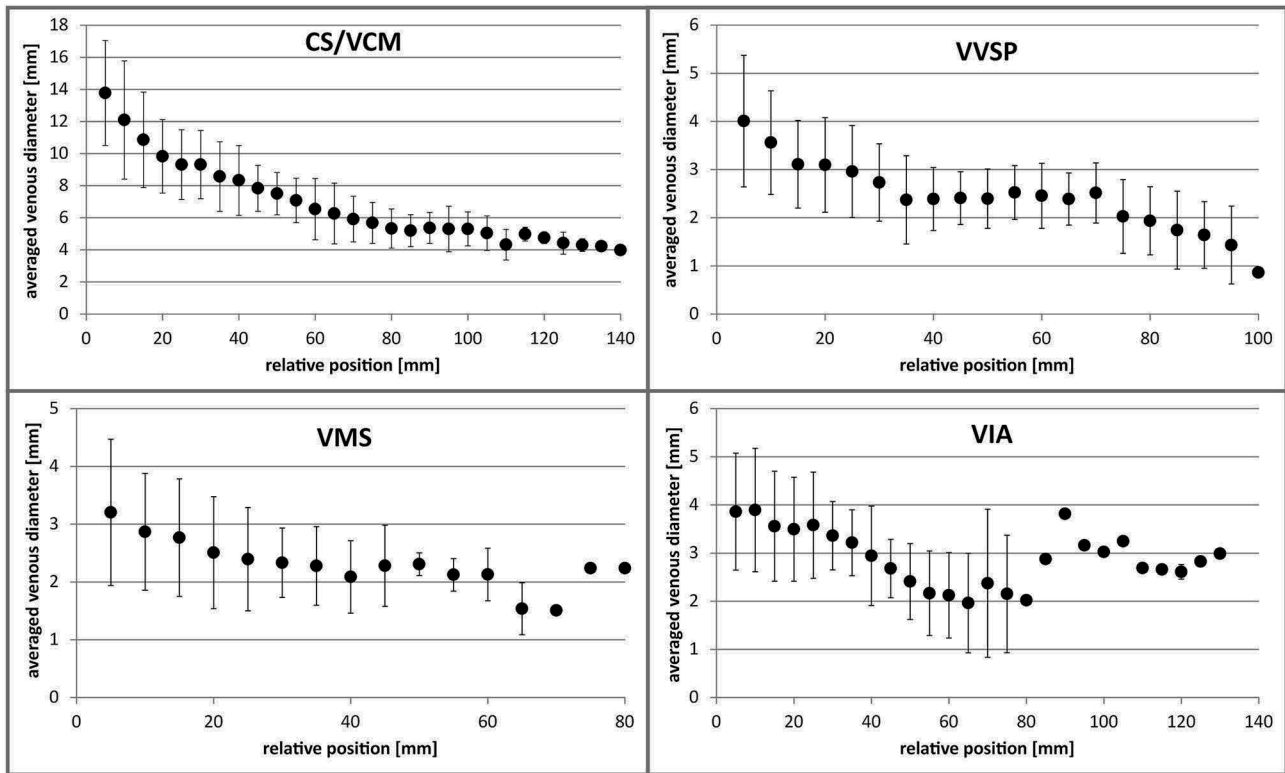 CS/VCM
averaged venous diameter [mm]
18
16
14
12
10
8
6
4
2
0
0 20 40 60 80 100 120 140
relative position [mm]
VVSP
averaged venous diameter [mm]
6
5
4
3
2
1
0
0 20 40 60 80 100
relative position [mm]
VMS
averaged venous diameter [mm]
5
4
3
2
1
0
0 20 40 60 80
relative position [mm]
VIA
averaged venous diameter [mm]
6
5
4
3
2
1
0
0 20 40 60 80 100 120 140
relative position [mm]